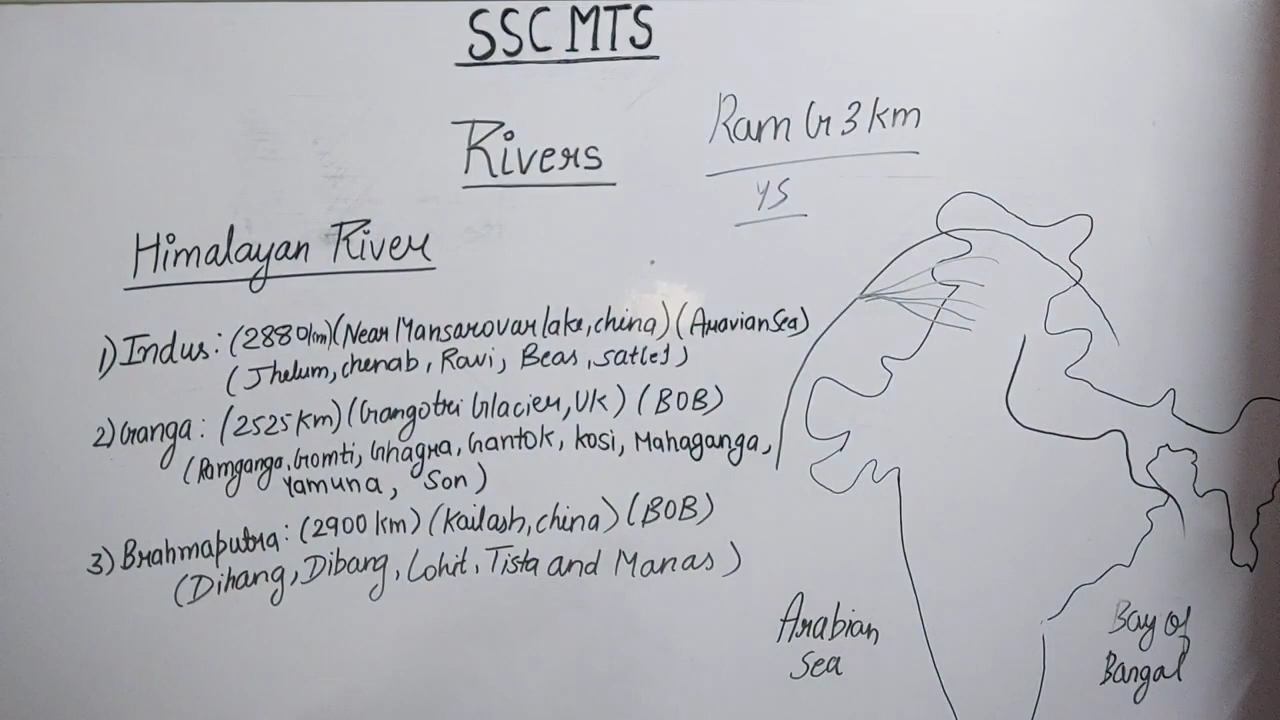 SSC MTS
Rivers
Ram G 3 km
YS
Himalayan River
1) Indus: (2880km) (Near Mansarovar lake, china) (Aravian Sea)
(Jhelum, chenab, Ravi, Beas, satlej)
2) Ganga: (2525 km) (Gangotri Glacier, UK) (BOB)
(Ramganga, Gomti, Ghagra, Gantok, kosi, Mahaganga,
Yamuna, Son)
3) Brahmaputra: (2900 km) (Kailash, china) (BOB)
(Dihang, Dibang, Lohit, Tista and Manas)
Arabian
Sea
Bay of
Bangal